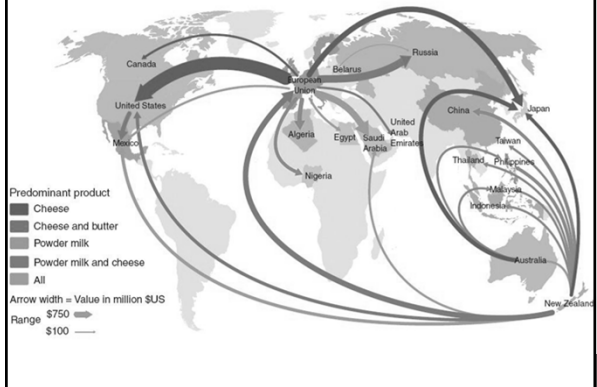 Canada
Russia
Belarus
European
Union
United States
China
Japan
Mexico
Algeria
Egypt
Saudi
Arabia
United
Arab
Emirates
Taiwan
Thailand
Philippines
Nigeria
Malaysia
Indonesia
Australia
New Zealand
Predominant product
Cheese
Cheese and butter
Powder milk
Powder milk and cheese
All
Arrow width = Value in million $US
Range
$750
$100